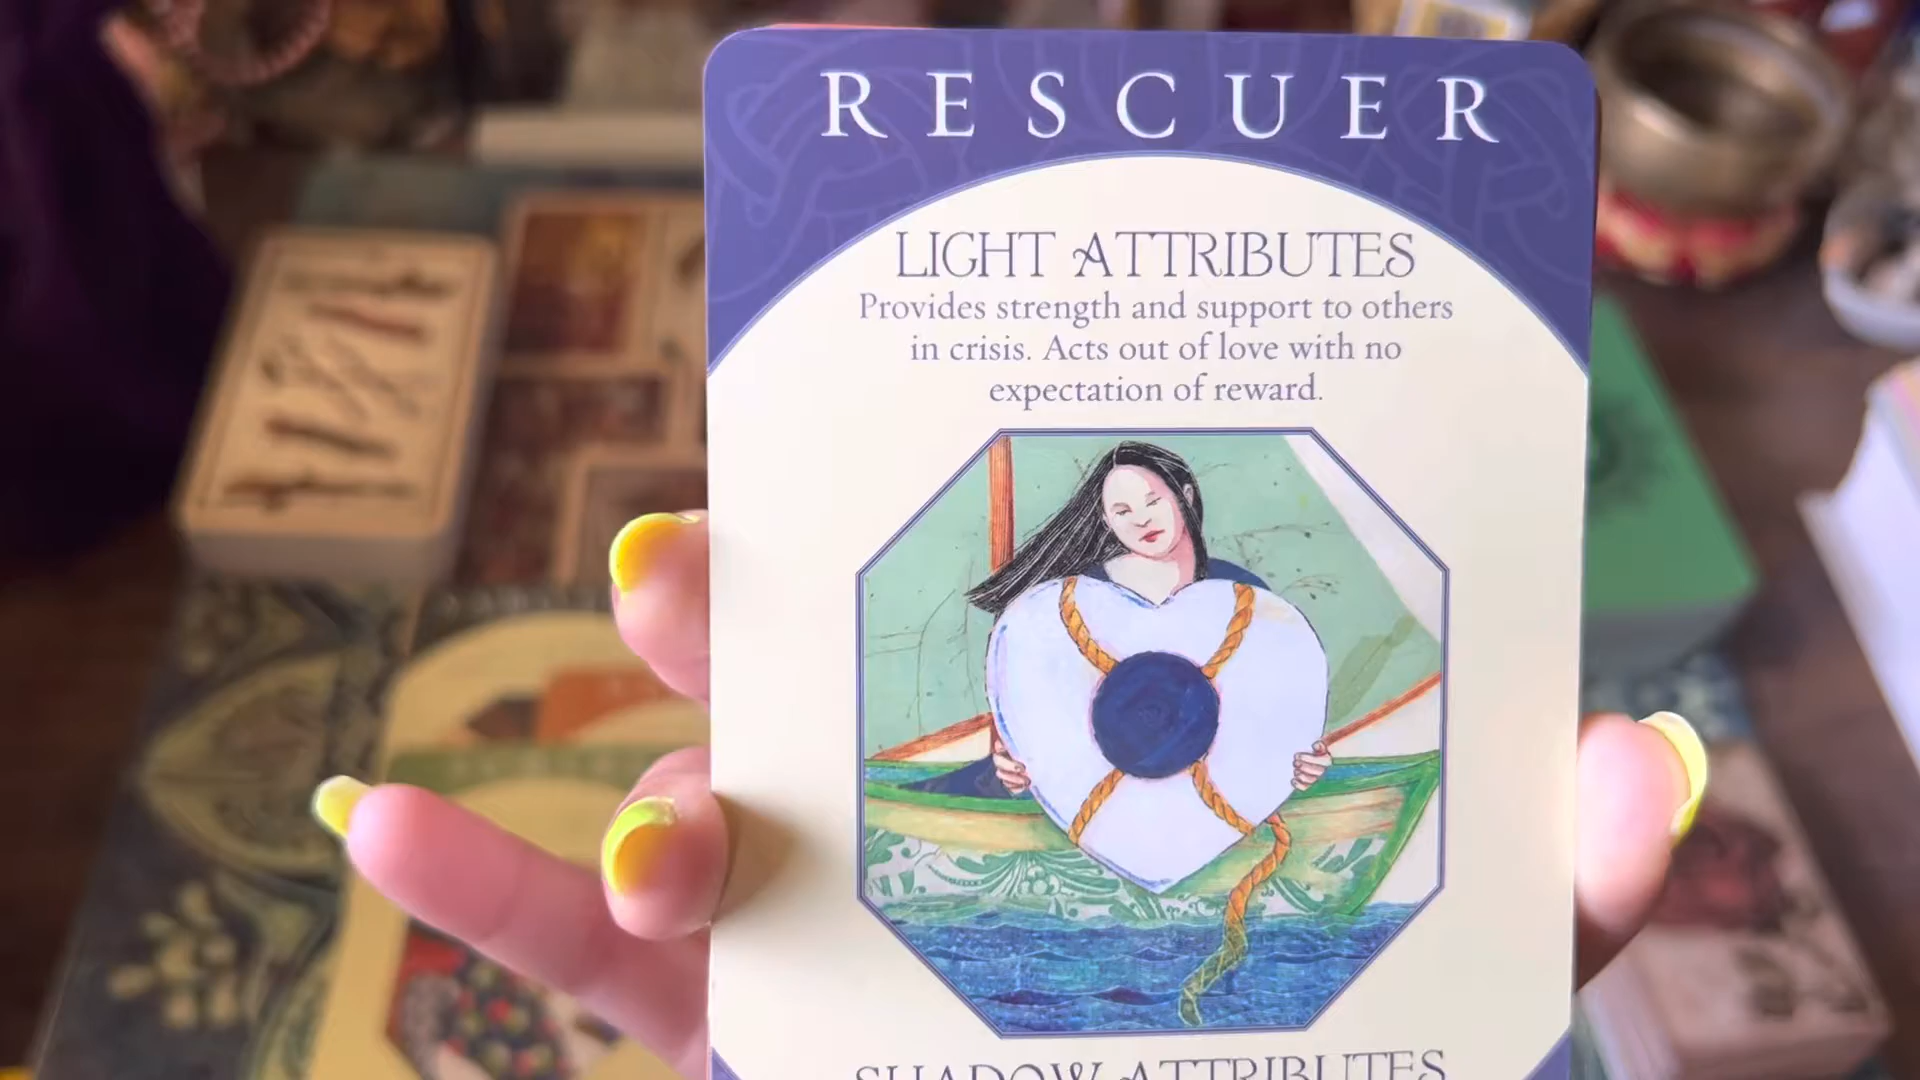 RESCUER
LIGHT ATTRIBUTES
Provides strength and support to others
in crisis. Acts out of love with no
expectation of reward.
SHADOW ATTRIBUTES